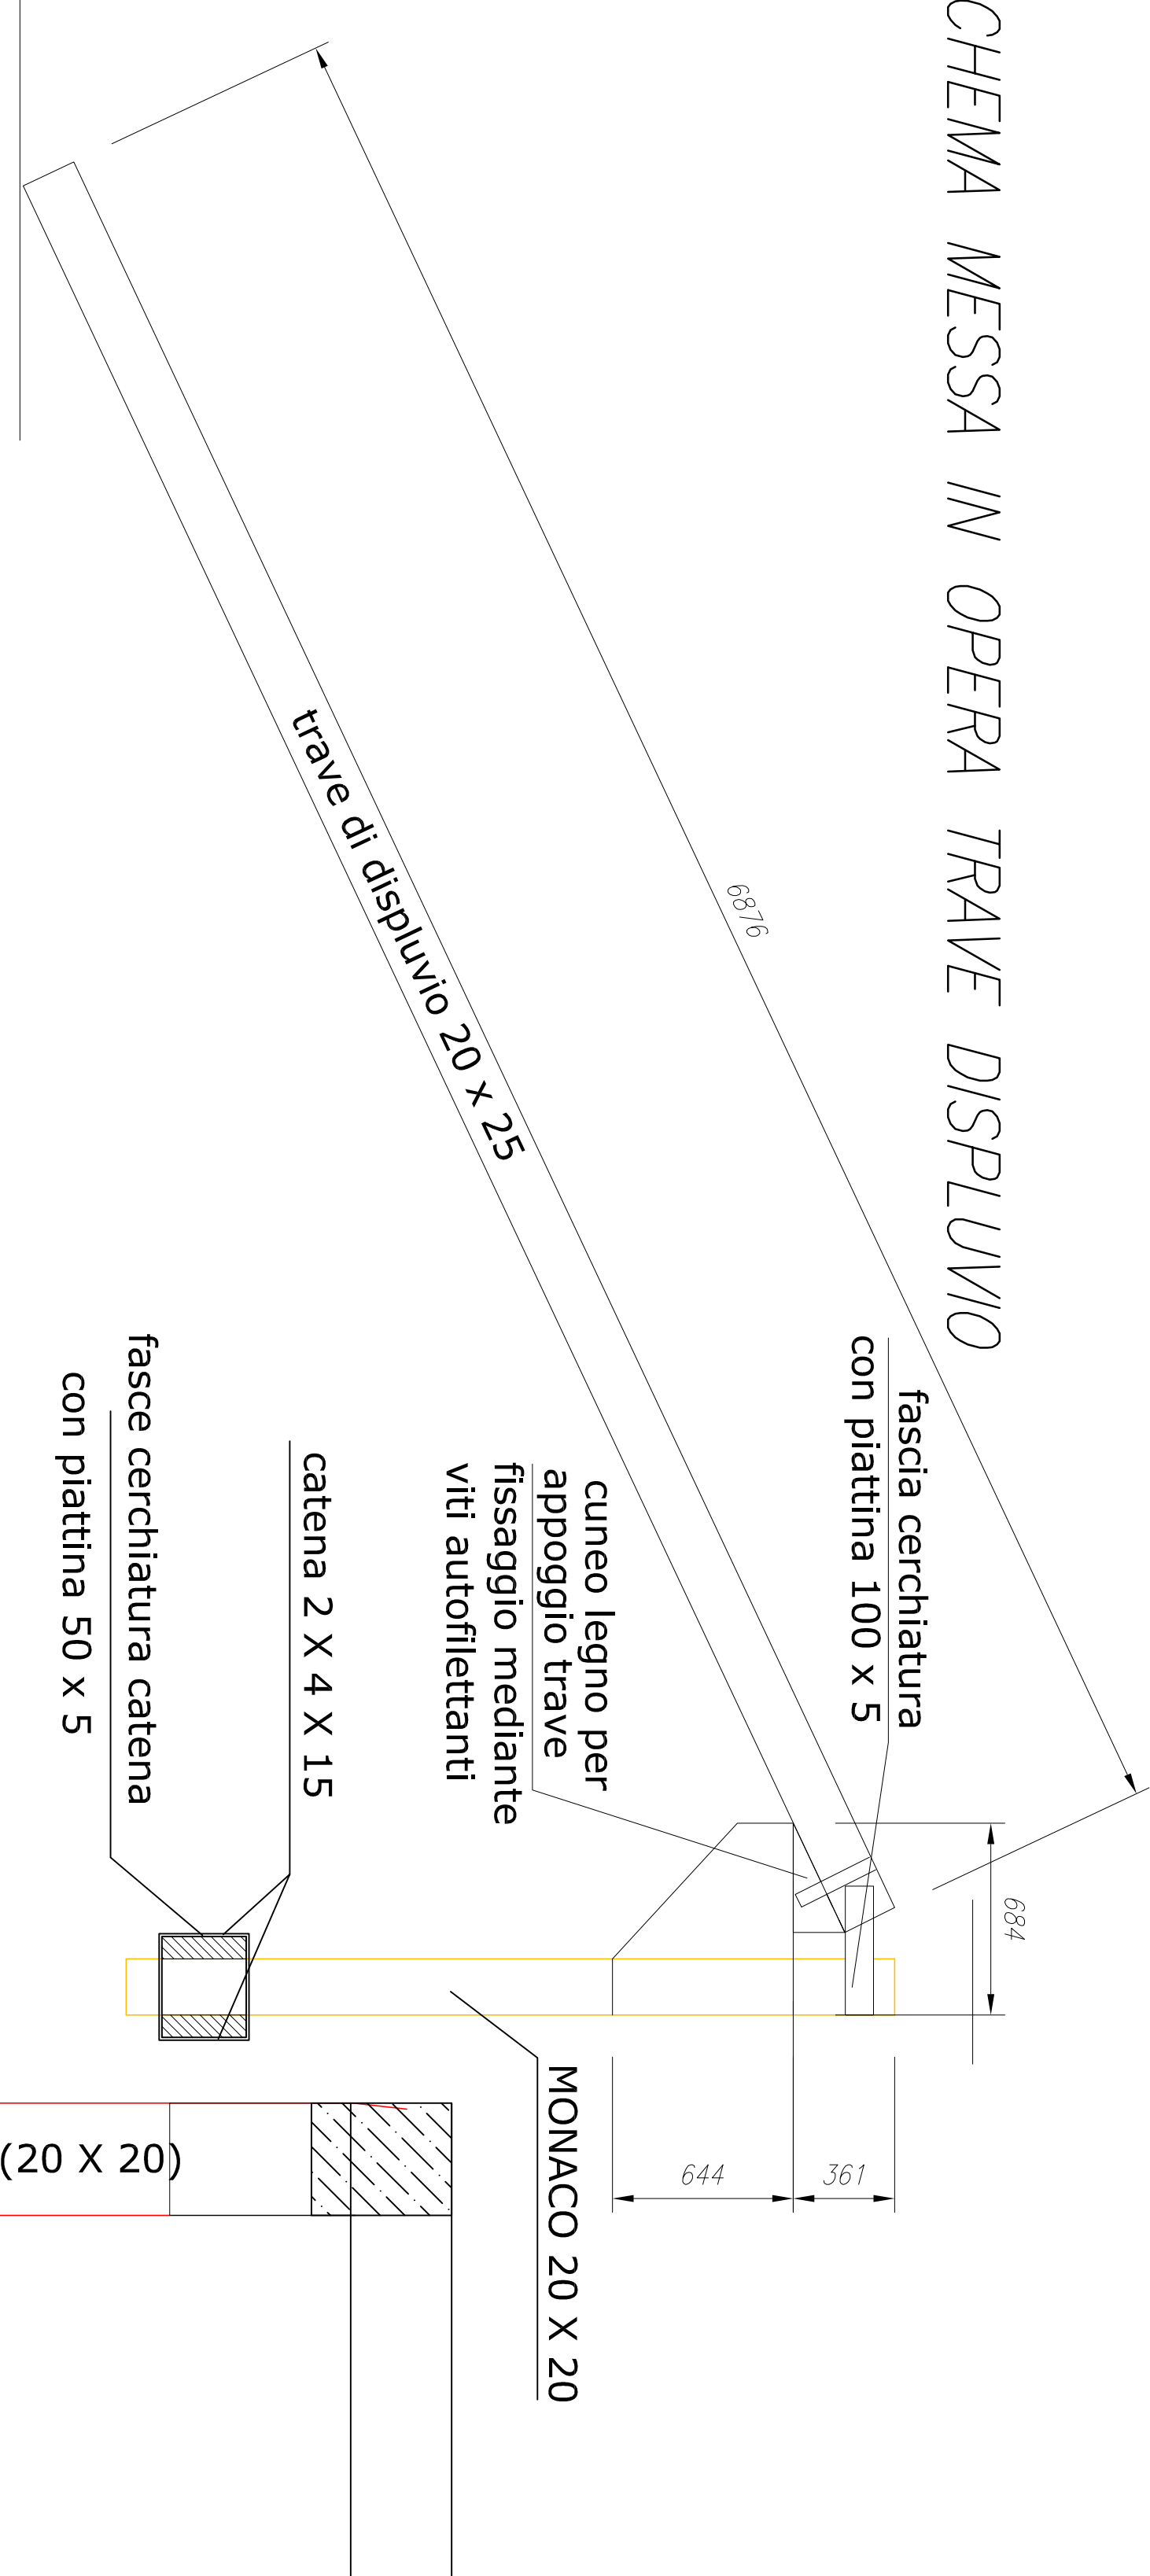 CHEMA MESSA IN OPERA TRAVE DISPLUVIO
6876
trave di displuvio 20 x 25
fascia cerchiatura
con piattina 100 x 5
684
cuneo legno per
appoggio trave
fissaggio mediante
viti autofilettanti
catena 2 X 4 X 15
fasce cerchiatura catena
con piattina 50 x 5
361
644
MONACO 20 X 20
(20 X 20)